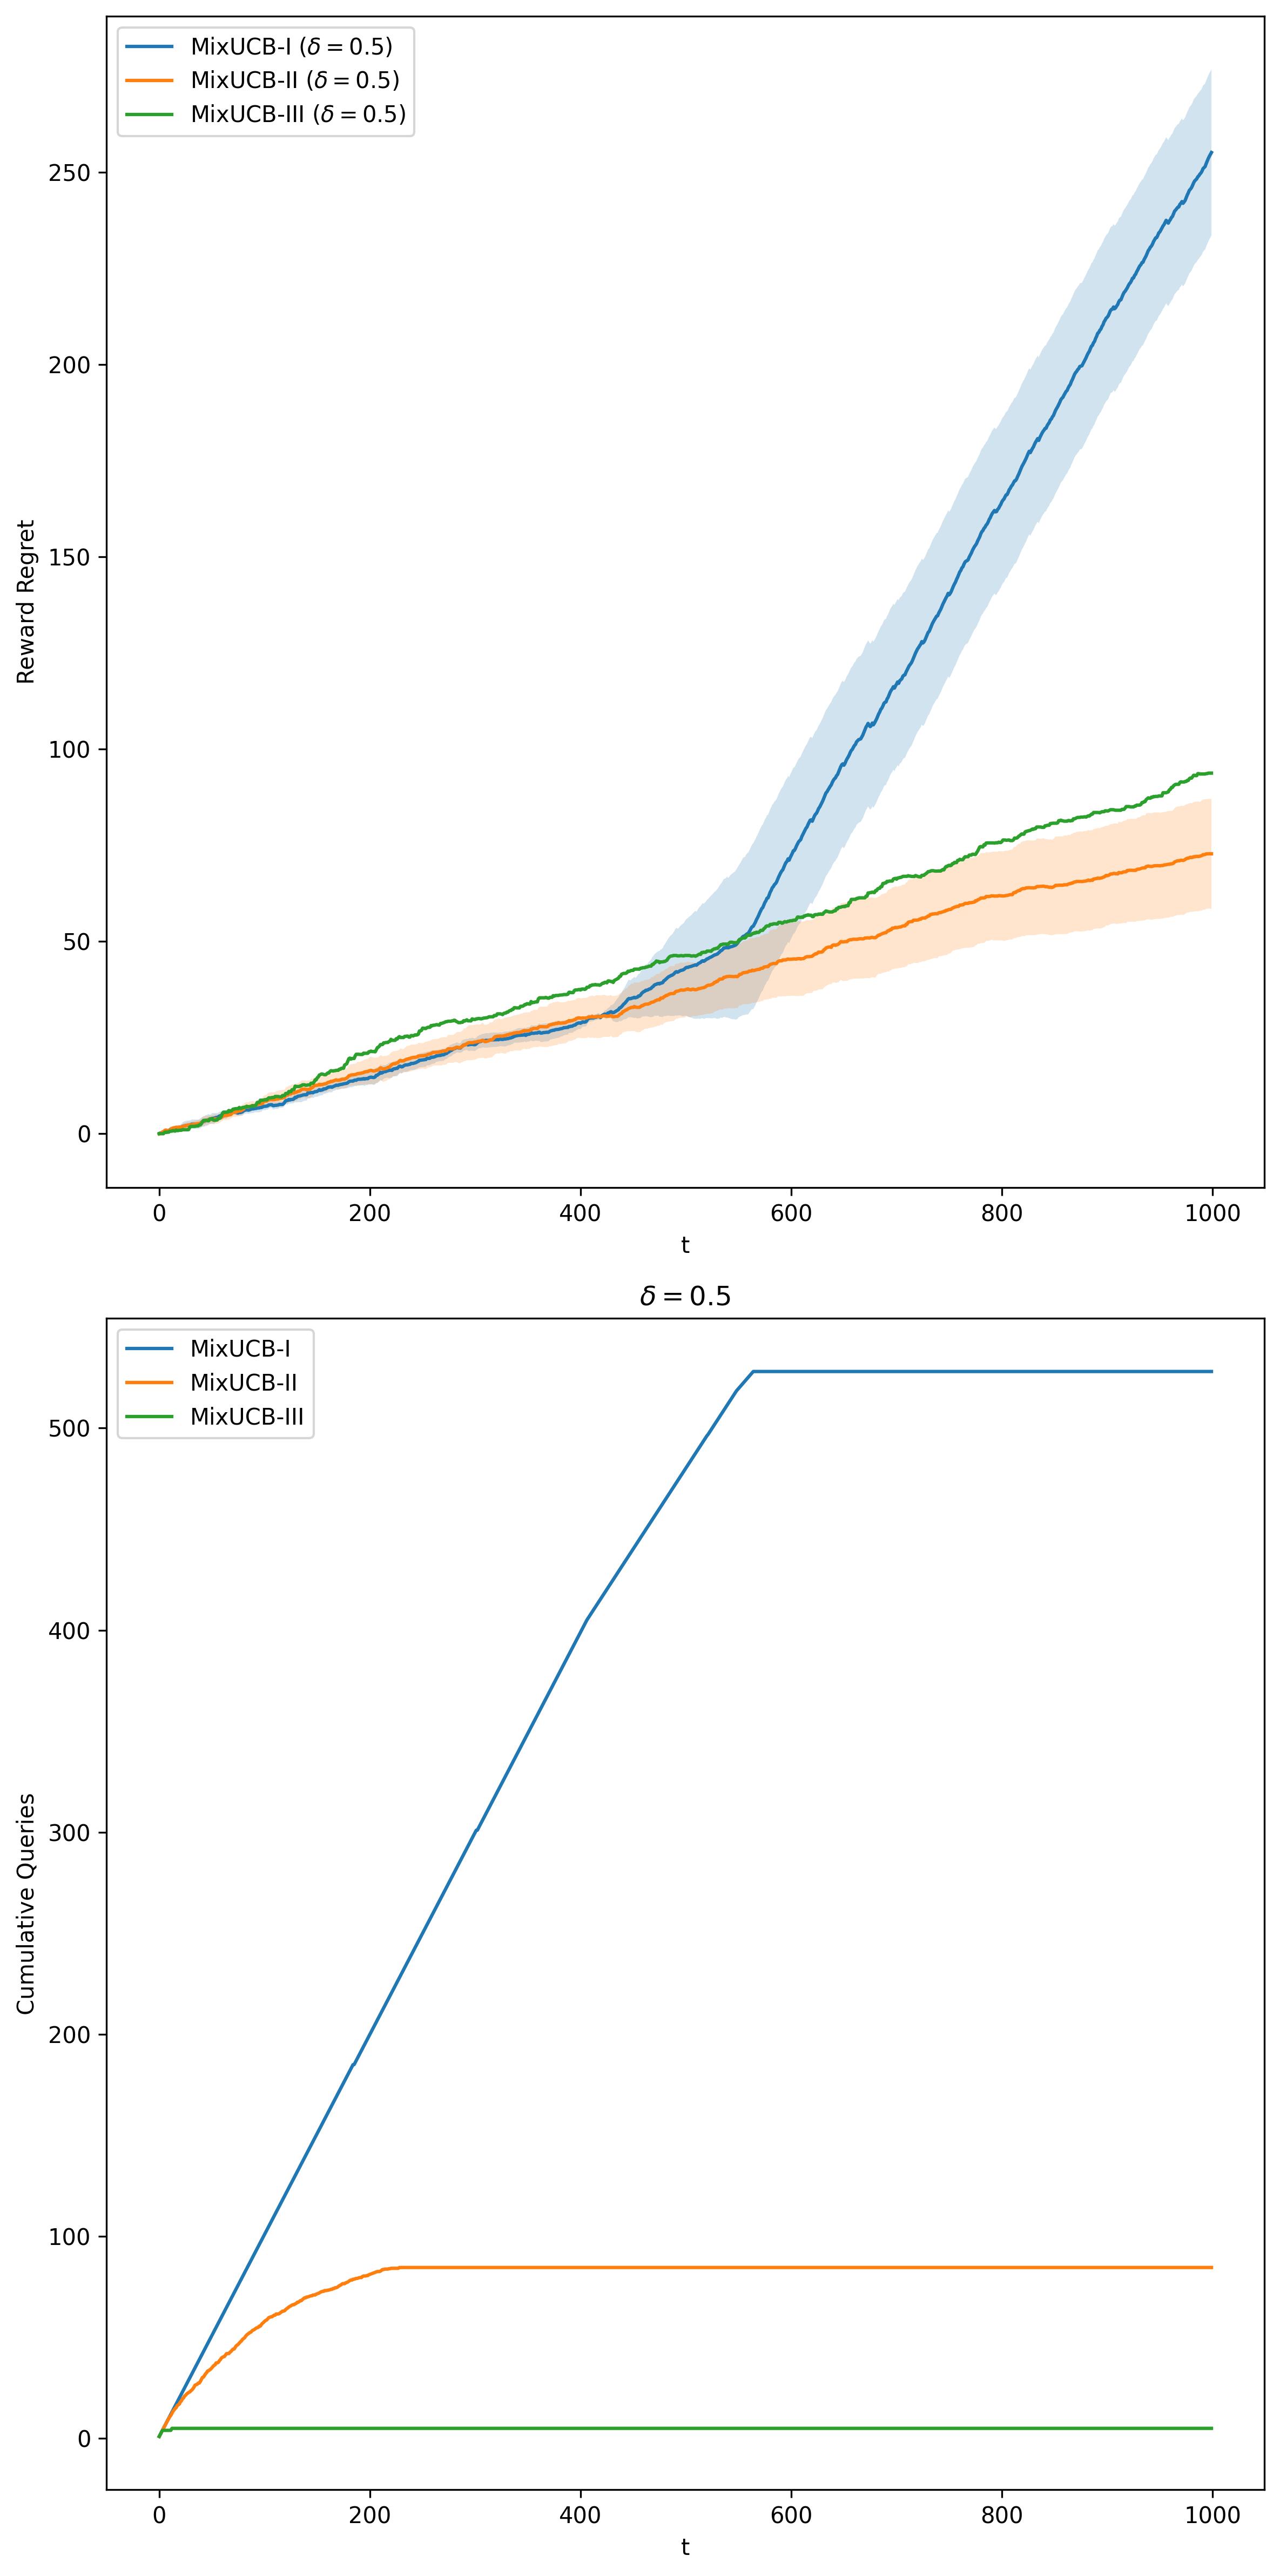 MixUCB-I (δ = 0.5)
MixUCB-II (δ = 0.5)
MixUCB-III (δ = 0.5)
250
200
150
100
50
0
Reward Regret
0 200 400 600 800 1000
t
δ = 0.5
MixUCB-I
MixUCB-II
MixUCB-III
500
400
300
200
100
0
Cumulative Queries
0 200 400 600 800 1000
t